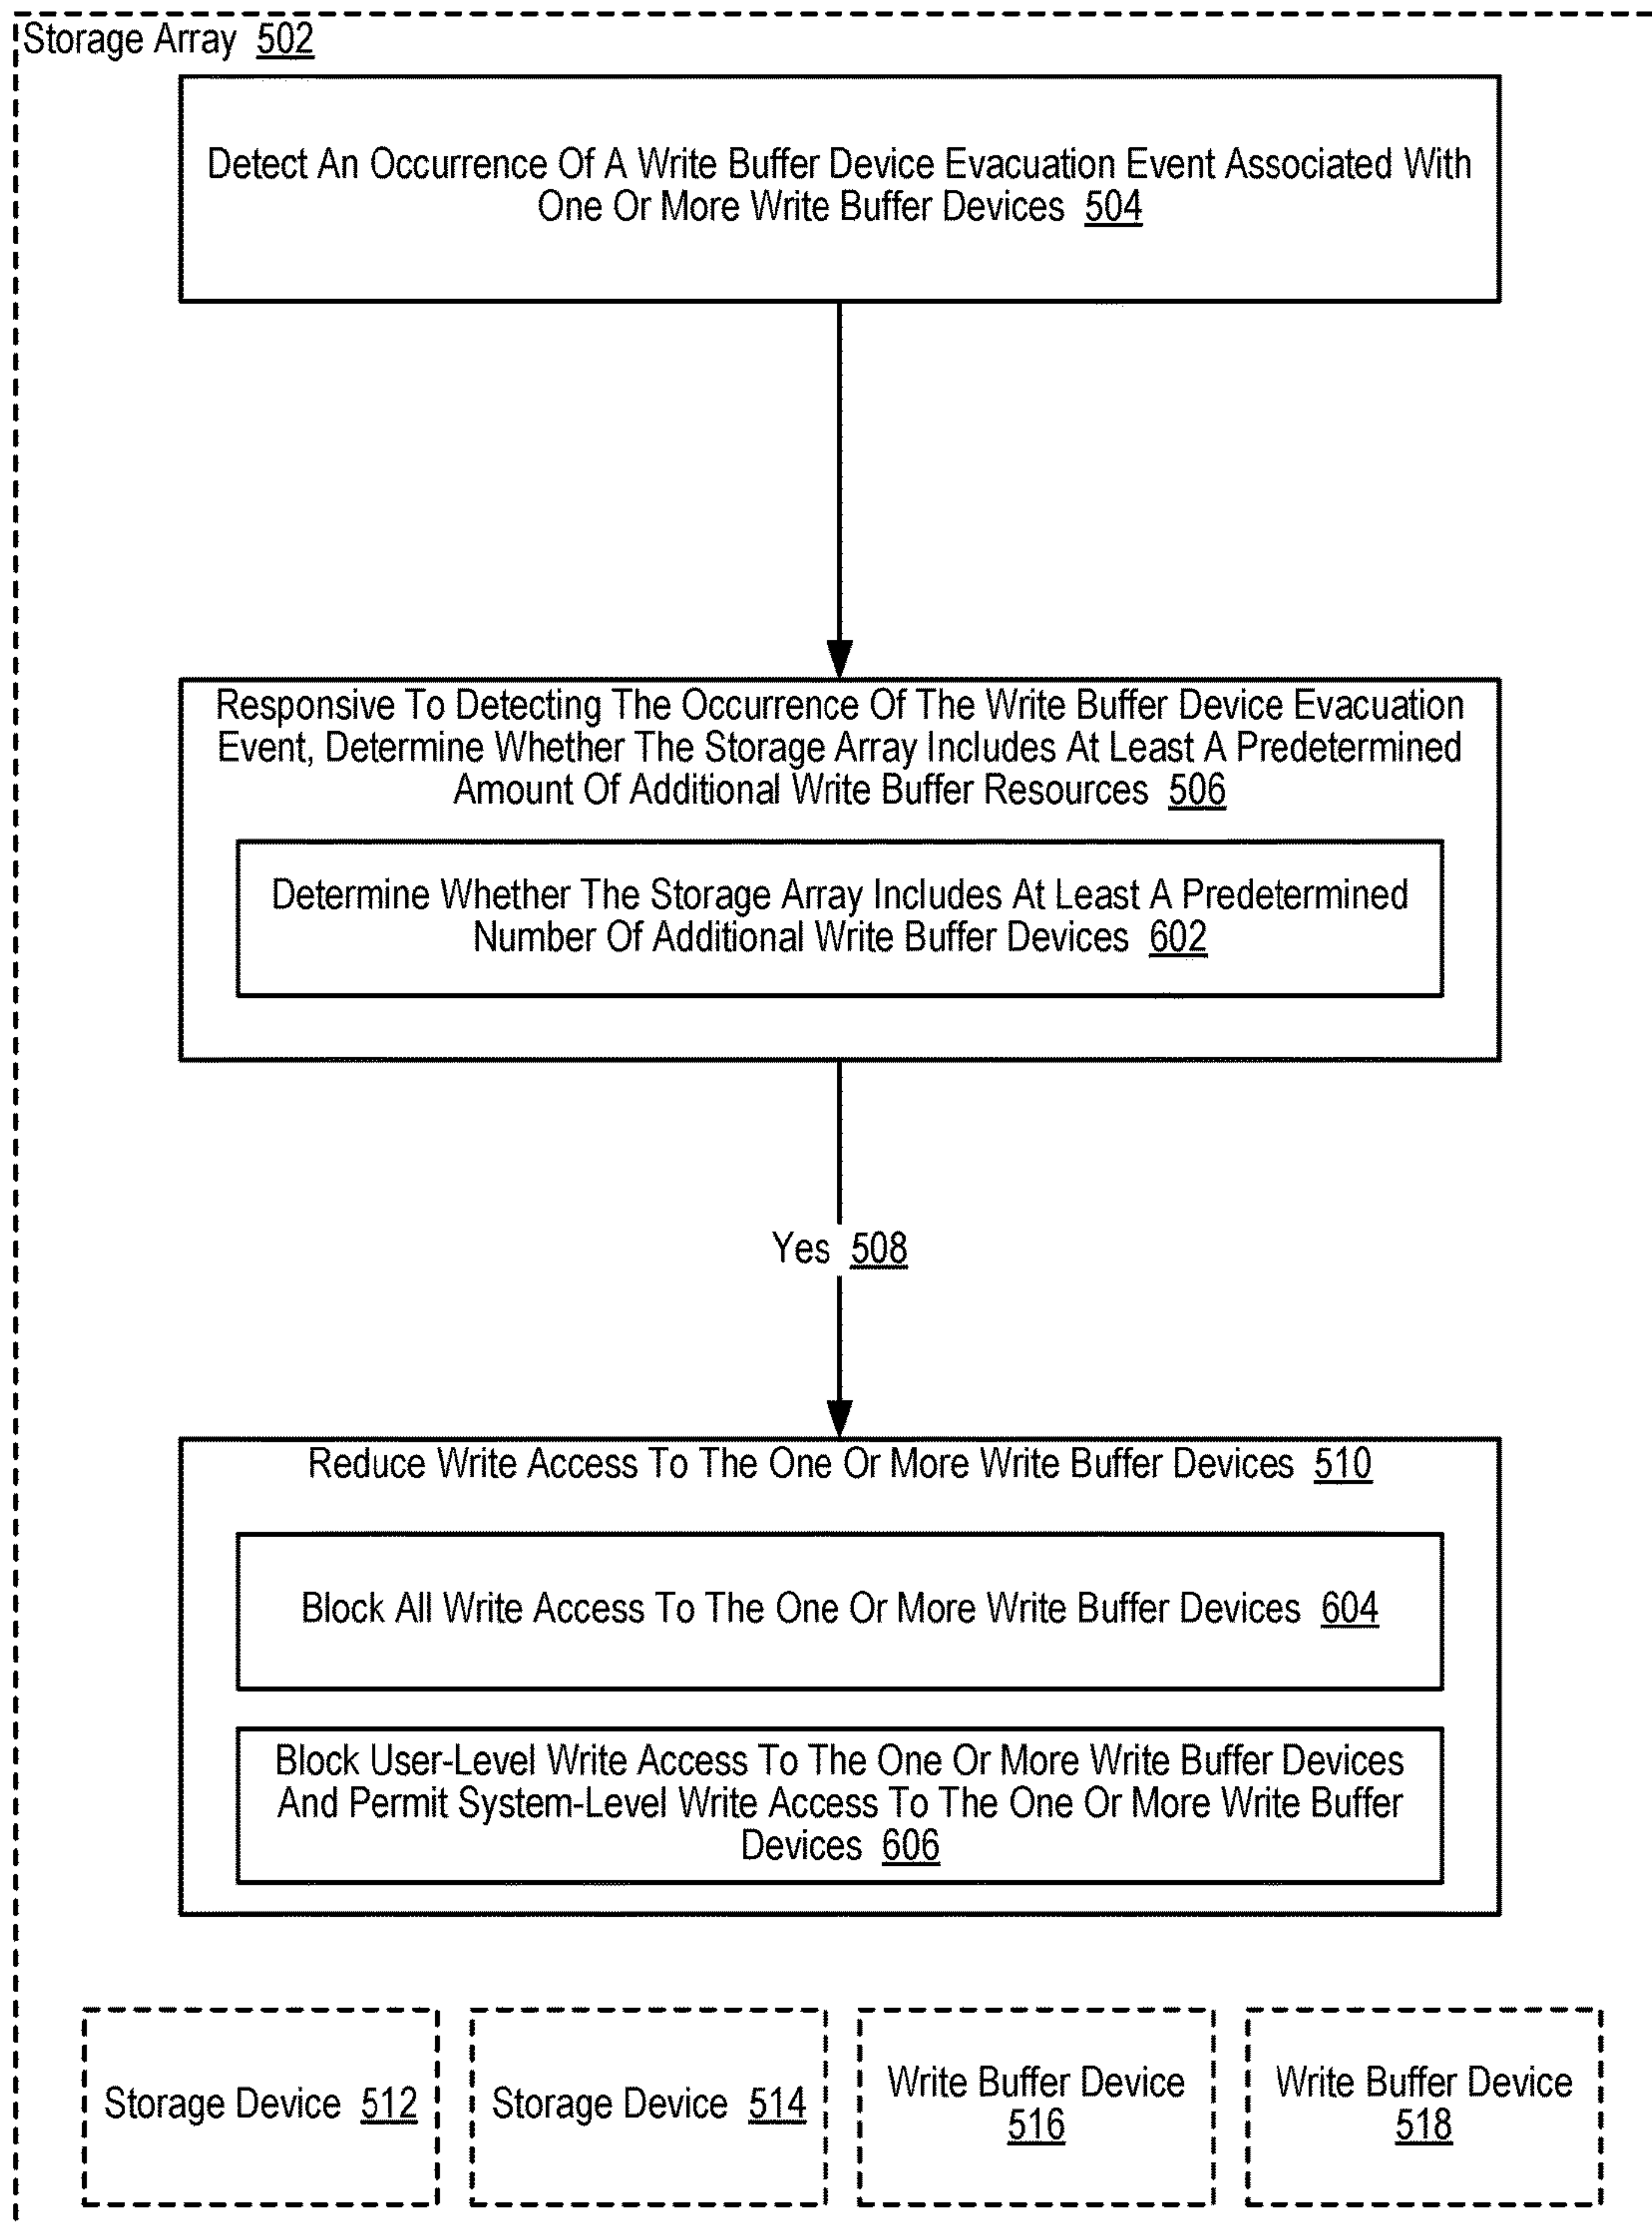 Storage Array 502
Detect An Occurrence Of A Write Buffer Device Evacuation Event Associated With
One Or More Write Buffer Devices 504
Responsive To Detecting The Occurrence Of The Write Buffer Device Evacuation
Event, Determine Whether The Storage Array Includes At Least A Predetermined
Amount Of Additional Write Buffer Resources 506
Determine Whether The Storage Array Includes At Least A Predetermined
Number Of Additional Write Buffer Devices 602
Yes 508
Reduce Write Access To The One Or More Write Buffer Devices 510
Block All Write Access To The One Or More Write Buffer Devices 604
Block User-Level Write Access To The One Or More Write Buffer Devices
And Permit System-Level Write Access To The One Or More Write Buffer
Devices 606
Storage Device 512
Storage Device 514
Write Buffer Device
516
Write Buffer Device
518